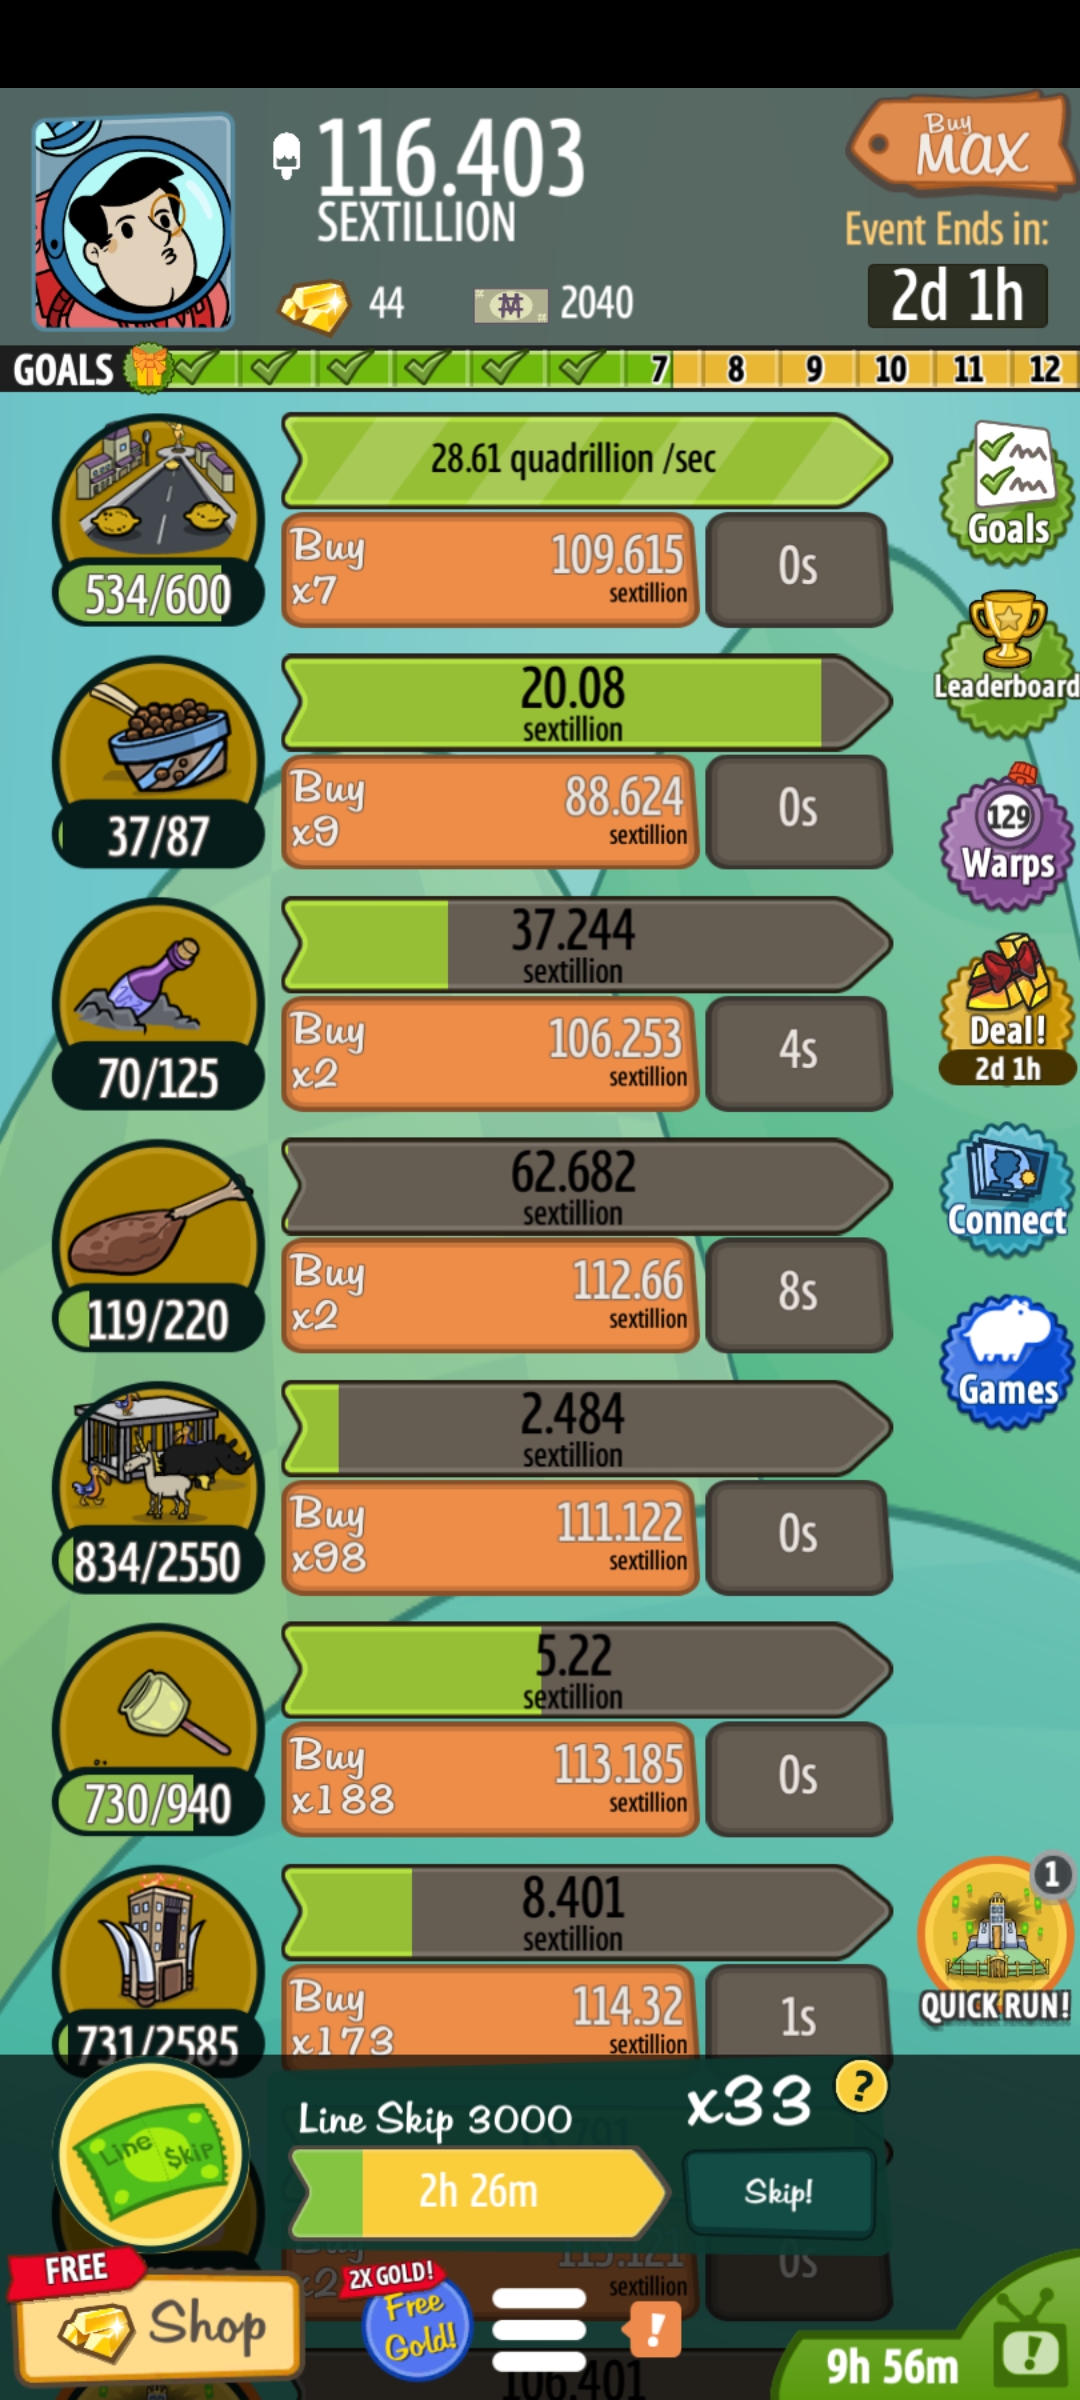 116.403
SEXTILLION
Buy
MAX
Event Ends in:
2d 1h
44
2040
GOALS
7 8 9 10 11 12
28.61 quadrillion /sec
534/600
Buy
x7
109.615
sextillion
0s
Goals
20.08
sextillion
37/87
Buy
x9
88.624
sextillion
0s
Leaderboard
37.244
sextillion
70/125
Buy
x2
106.253
sextillion
4s
129
Warps
Deal!
2d 1h
62.682
sextillion
119/220
Buy
x2
112.66
sextillion
8s
Connect
Games
2.484
sextillion
834/2550
Buy
x98
111.122
sextillion
0s
5.22
sextillion
730/940
Buy
x188
113.185
sextillion
0s
8.401
sextillion
731/2585
Buy
x173
114.32
sextillion
1s
1
QUICK RUN!
Line Skip
Line Skip 3000
x33
?
2h 26m
Skip!
sextillion
0s
FREE
Shop
2X GOLD!
Free
Gold!
!
106.401
9h 56m
!